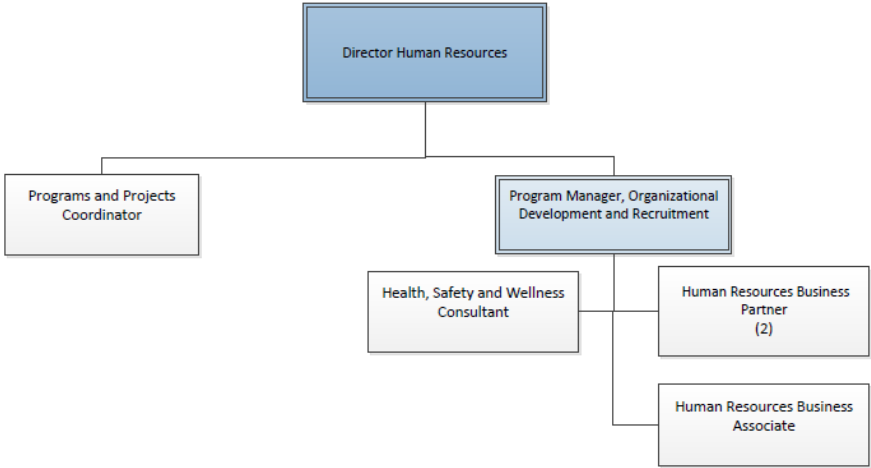 Director Human Resources
Programs and Projects
Coordinator
Program Manager, Organizational
Development and Recruitment
Health, Safety and Wellness
Consultant
Human Resources Business
Partner
(2)
Human Resources Business
Associate